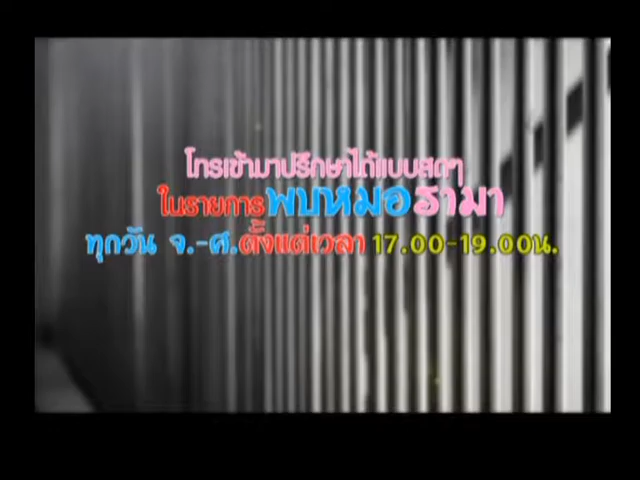 โทรเข้ามาปรึกษาได้แบบสดๆ
ในรายการพบหมอรามา
ทุกวัน จ.-ศ.ตั้งแต่เวลา 17.00-19.00น.